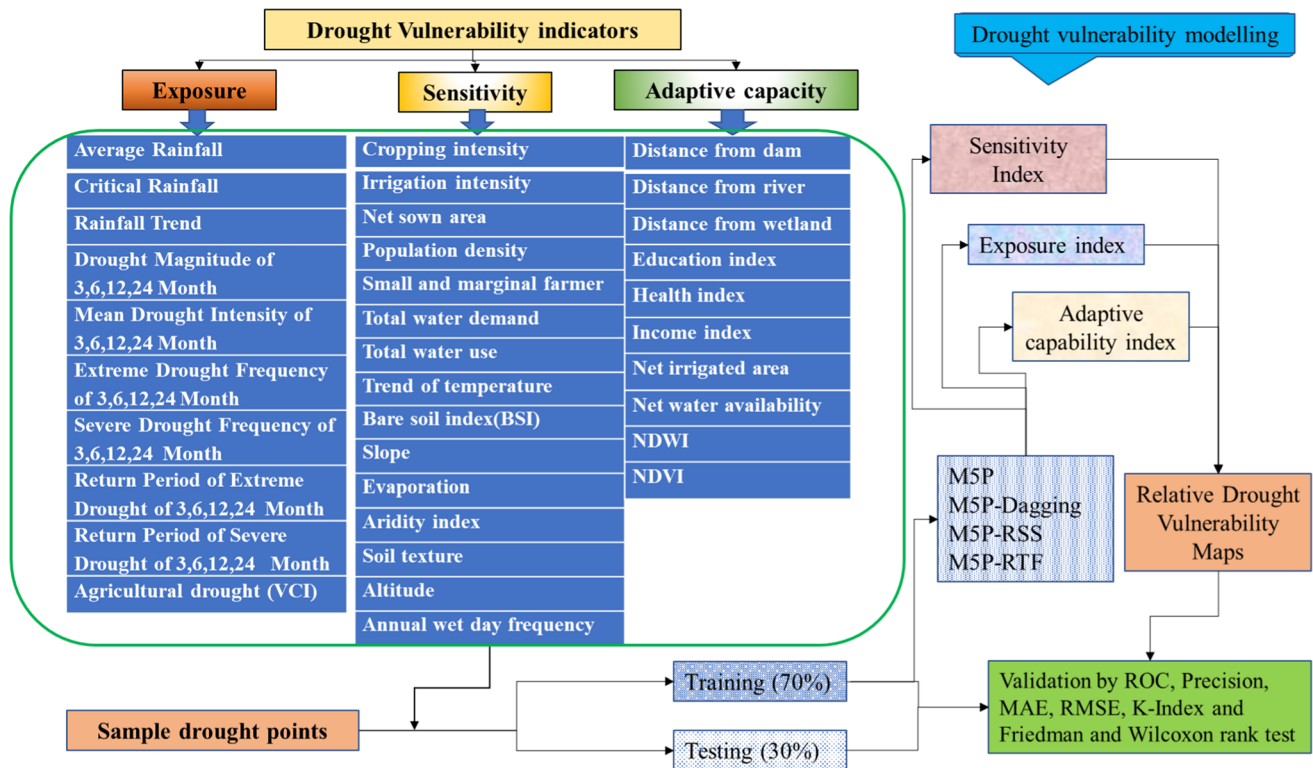 Drought Vulnerability indicators
Drought vulnerability modelling
Exposure
Sensitivity
Adaptive capacity
Average Rainfall
Critical Rainfall
Rainfall Trend
Drought Magnitude of
3,6,12,24 Month
Mean Drought Intensity of
3,6,12,24 Month
Extreme Drought Frequency
of 3,6,12,24 Month
Severe Drought Frequency of
3,6,12,24 Month
Return Period of Extreme
Drought of 3,6,12,24 Month
Return Period of Severe
Drought of 3,6,12,24 Month
Agricultural drought (VCI)
Cropping intensity
Irrigation intensity
Net sown area
Population density
Small and marginal farmer
Total water demand
Total water use
Trend of temperature
Bare soil index(BSI)
Slope
Evaporation
Aridity index
Soil texture
Altitude
Annual wet day frequency
Distance from dam
Distance from river
Distance from wetland
Education index
Health index
Income index
Net irrigated area
Net water availability
NDWI
NDVI
Sensitivity
Index
Exposure index
Adaptive
capability index
M5P
M5P-Dagging
M5P-RSS
M5P-RTF
Relative Drought
Vulnerability
Maps
Sample drought points
Training (70%)
Testing (30%)
Validation by ROC, Precision,
MAE, RMSE, K-Index and
Friedman and Wilcoxon rank test